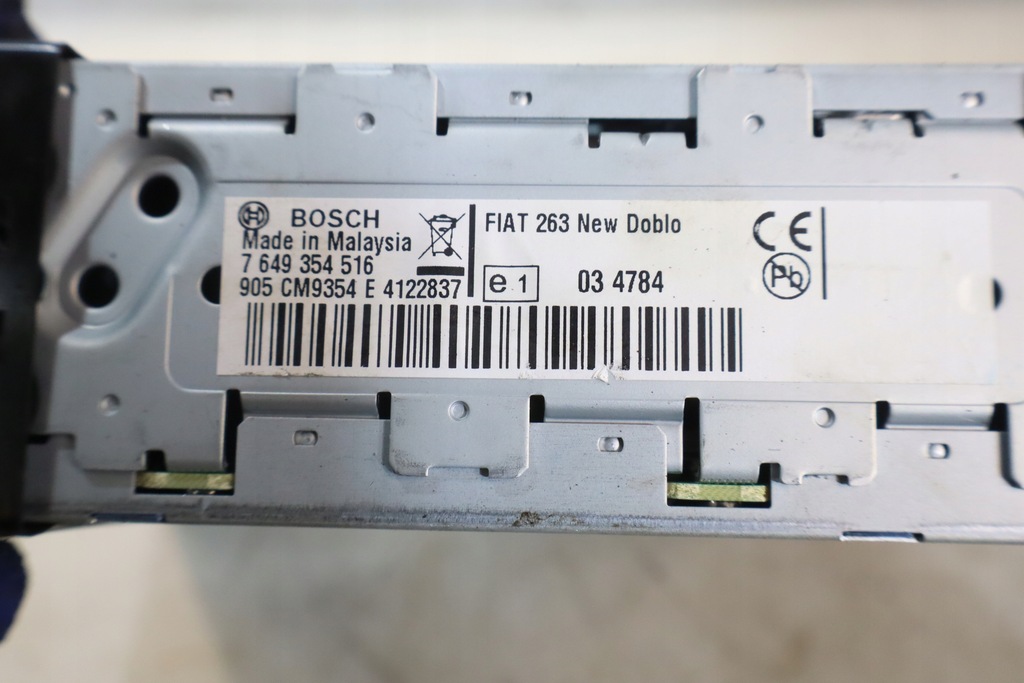 BOSCH
Made in Malaysia
7 649 354 516
905 CM9354 E 4122837
FIAT 263 New Doblo
e 1 03 4784
CE
Pb